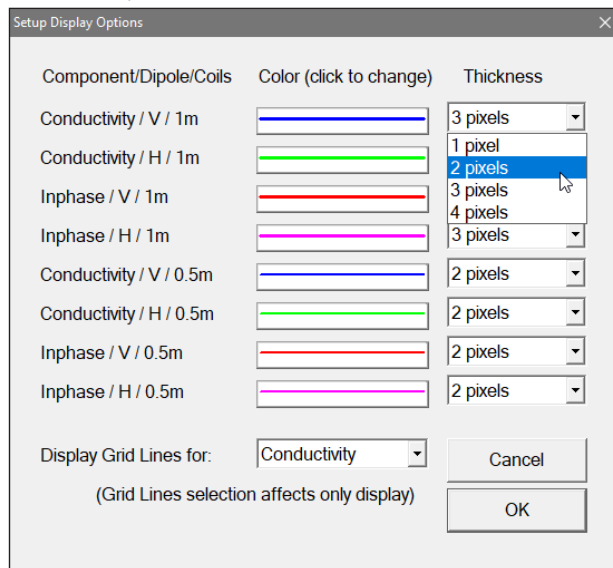 Setup Display Options
Component/Dipole/Coils Color (click to change) Thickness
Conductivity / V / 1m 3 pixels
1 pixel
Conductivity / H / 1m 2 pixels
Inphase / V / 1m 3 pixels
4 pixels
Inphase / H / 1m 3 pixels
Conductivity / V / 0.5m 2 pixels
Conductivity / H / 0.5m 2 pixels
Inphase / V / 0.5m 2 pixels
Inphase / H / 0.5m 2 pixels
Display Grid Lines for: Conductivity Cancel
(Grid Lines selection affects only display)
OK